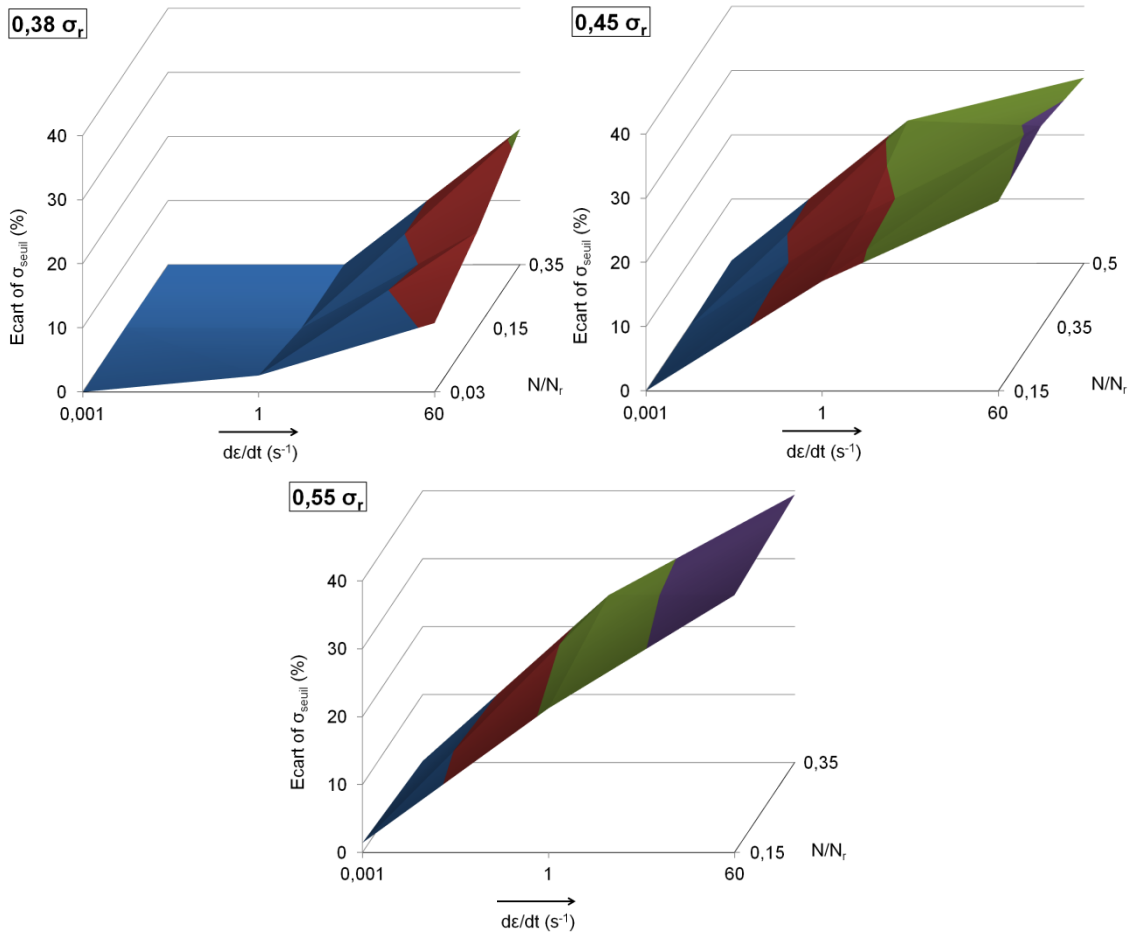 0,38 σr
40
30
20
10
0
Ecart of σseuil (%)
0,001
1
60
dε/dt (s-1)
0,03
0,15
0,35
N/Nr
0,45 σr
40
30
20
10
0
Ecart of σseuil (%)
0,001
1
60
dε/dt (s-1)
0,15
0,35
0,5
N/Nr
0,55 σr
40
30
20
10
0
Ecart of σseuil (%)
0,001
1
60
dε/dt (s-1)
0,15
0,35
N/Nr